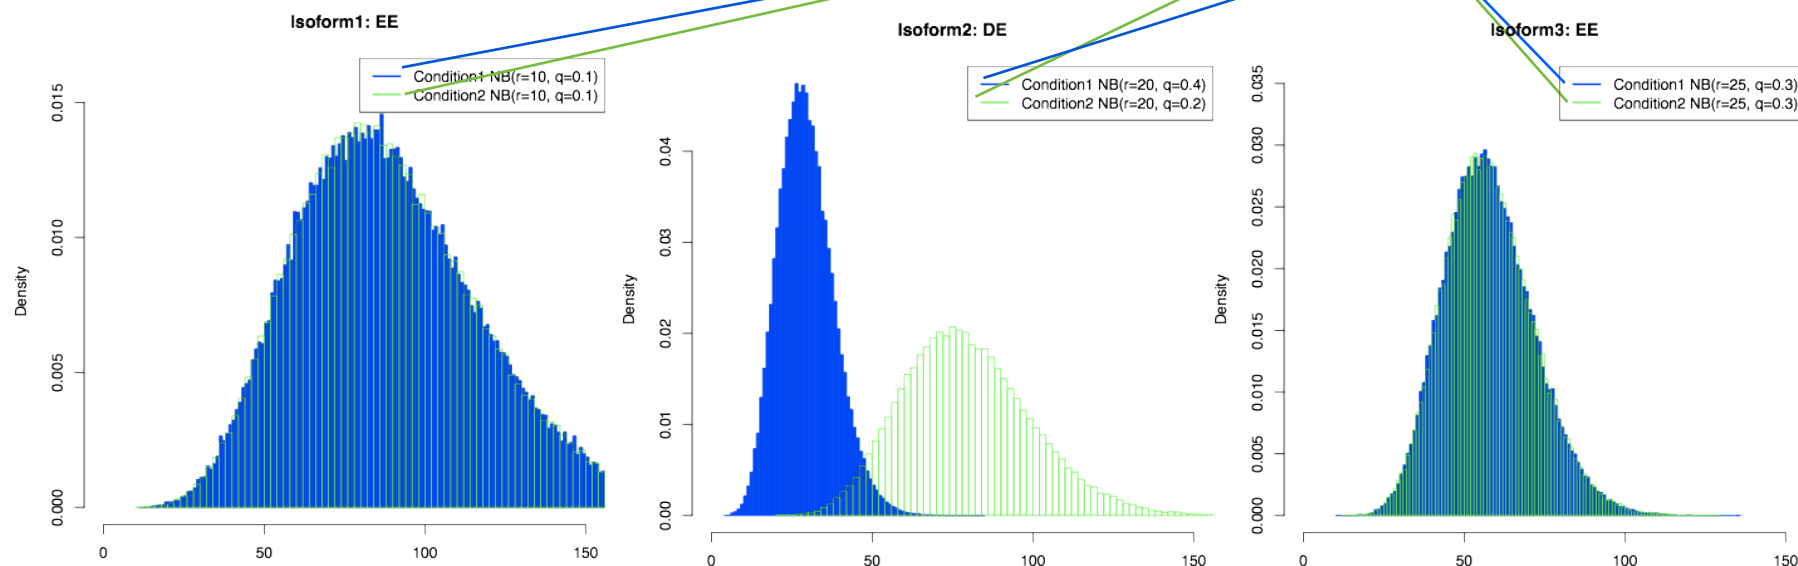 Isoform1: EE
Condition1 NB(r=10, q=0.1)
Condition2 NB(r=10, q=0.1)
Density
0.000
0.005
0.010
0.015
0
50
100
150
Isoform2: DE
Condition1 NB(r=20, q=0.4)
Condition2 NB(r=20, q=0.2)
Density
0.00
0.01
0.02
0.03
0.04
0
50
100
150
Isoform3: EE
Condition1 NB(r=25, q=0.3)
Condition2 NB(r=25, q=0.3)
Density
0.000
0.005
0.010
0.015
0.020
0.025
0.030
0.035
0
50
100
150